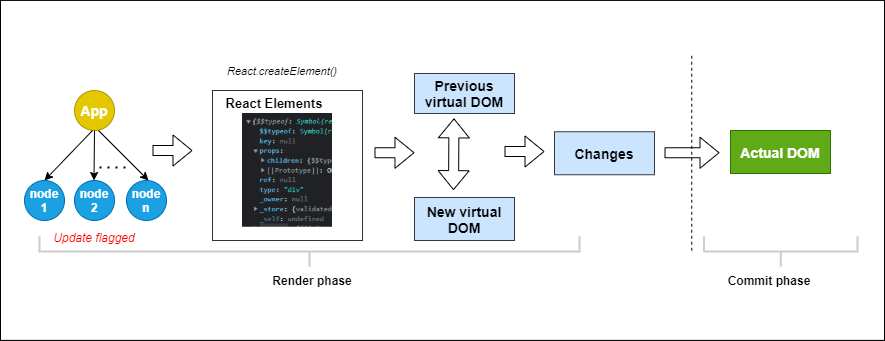 React.createElement()
App
node
1
node
2
node
n
. . . .
Update flagged
React Elements
▼{$$typeof: Symbol(re
$$typeof: Symbol(r
key: null
▼props:
▶children: {$$typ
▶[[Prototype]]: O
ref: null
type: "div"
_owner: null
▶_store: {validated
_self: undefined
Previous
virtual DOM
New virtual
DOM
Changes
Actual DOM
Render phase
Commit phase